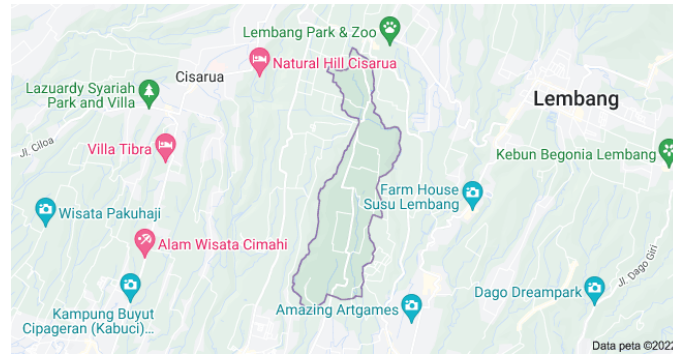 Lembang Park & Zoo
Natural Hill Cisarua
Cisarua
Lazuardy Syariah
Park and Villa
Lembang
Jl. Ciloa
Villa Tibra
Kebun Begonia Lembang
Farm House
Susu Lembang
Wisata Pakuhaji
Alam Wisata Cimahi
Jl. Dago Giri
Dago Dreampark
Kampung Buyut
Cipageran (Kabuci)...
Amazing Artgames
Data peta ©2022